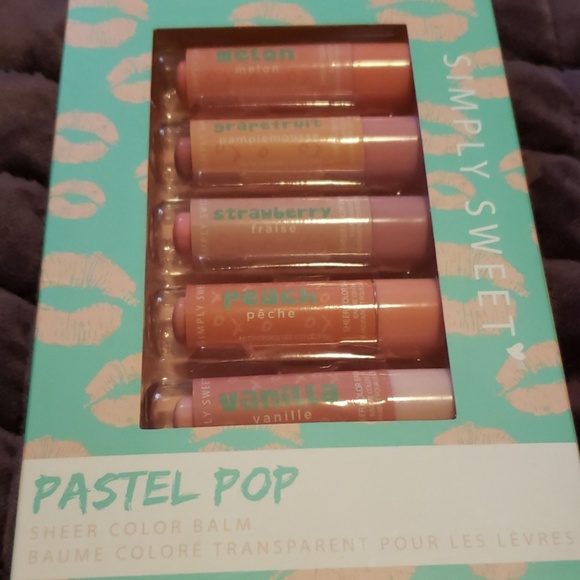 melon
melon
grapefruit
pamplemousse
strawberry
fraise
peach
pêche
vanilla
vanille
SIMPLY SWEET
PASTEL POP
SHEER COLOR BALM
BAUME COLORÉ TRANSPARENT POUR LES LÈVRES